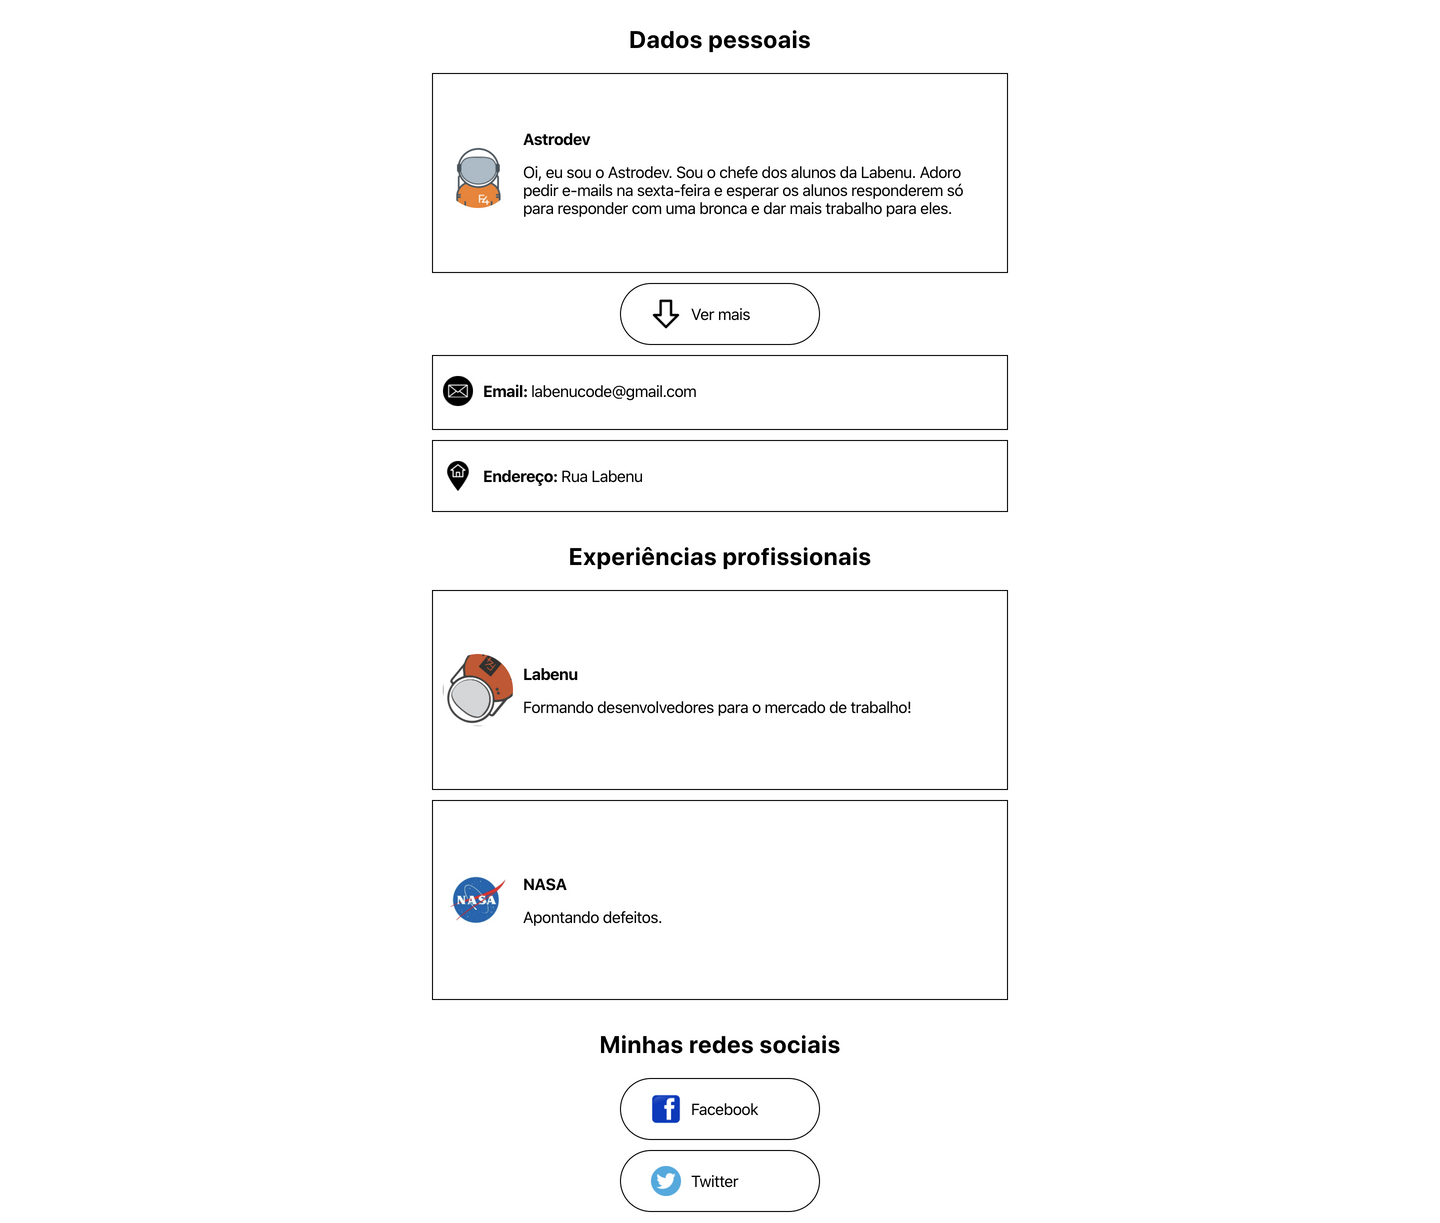 Dados pessoais
Astrodev
Oi, eu sou o Astrodev. Sou o chefe dos alunos da Labenu. Adoro
pedir e-mails na sexta-feira e esperar os alunos responderem só
para responder com uma bronca e dar mais trabalho para eles.
F4
Ver mais
Email: labenucode@gmail.com
Endereço: Rua Labenu
Experiências profissionais
Labenu
Formando desenvolvedores para o mercado de trabalho!
NASA
NASA
Apontando defeitos.
Minhas redes sociais
Facebook
Twitter